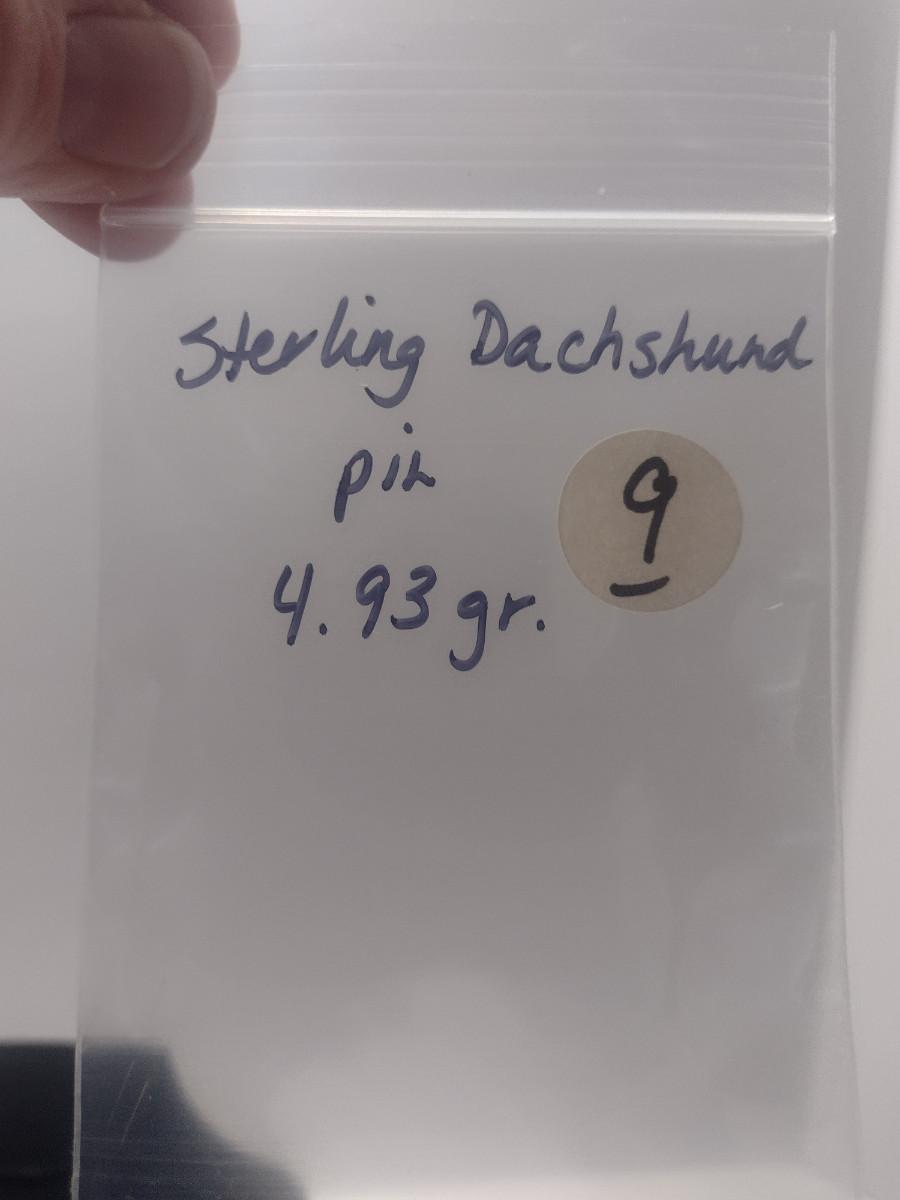 Sterling Dachshund
pin
9
4.93 gr.